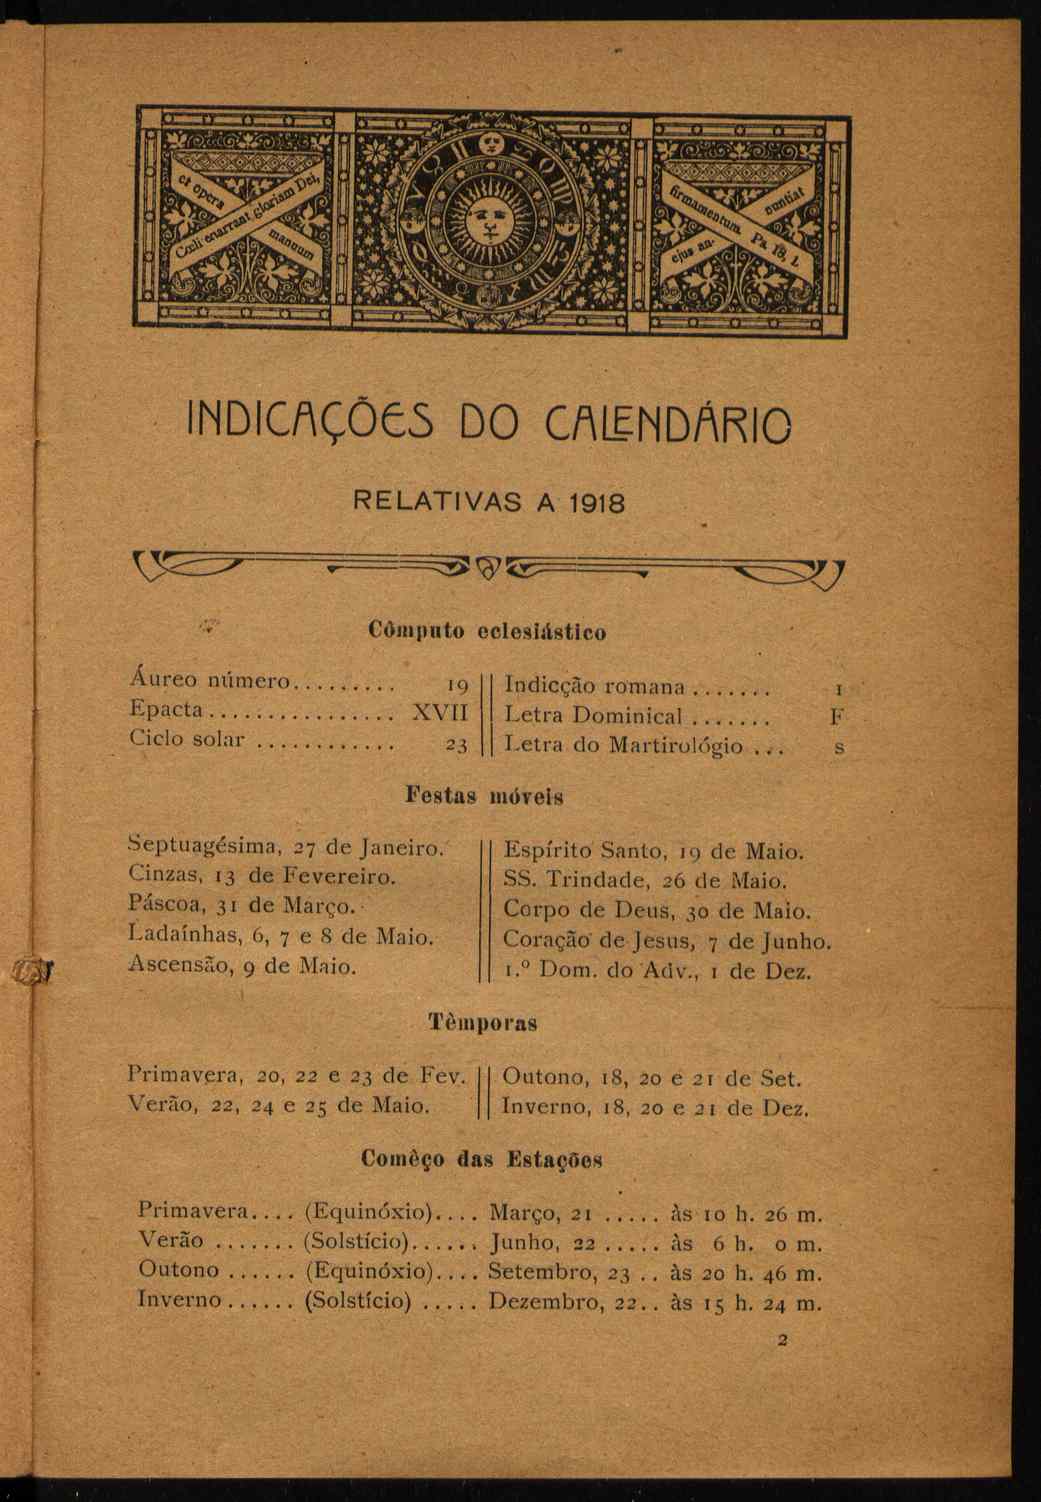 et opera
Cœli enarrant gloriam Dei,
manuum
firmamentum. Ps. 18, 1.
ejus an-
nuntiat
INDICAÇÕES DO CALENDÁRIO
RELATIVAS A 1918
Cômputo eclesiástico
Áureo número......... 19
Epacta................ XVII
Ciclo solar ............ 23
Indicção romana ....... 1
Letra Dominical ....... F
Letra do Martirológio ... s
Festas móveis
Septuagésima, 27 de Janeiro.
Cinzas, 13 de Fevereiro.
Páscoa, 31 de Março.
Ladaínhas, 6, 7 e 8 de Maio.
Ascensão, 9 de Maio.
Espírito Santo, 19 de Maio.
SS. Trindade, 26 de Maio.
Corpo de Deus, 30 de Maio.
Coração de Jesus, 7 de Junho.
1.º Dom. do Adv., 1 de Dez.
Têmporas
Primavera, 20, 22 e 23 de Fev.
Verão, 22, 24 e 25 de Maio.
Outono, 18, 20 e 21 de Set.
Inverno, 18, 20 e 21 de Dez.
Comêço das Estações
Primavera.... (Equinóxio).... Março, 21 ..... às 10 h. 26 m.
Verão ....... (Solstício)...... Junho, 22 ..... às 6 h. 0 m.
Outono ...... (Equinóxio).... Setembro, 23 .. às 20 h. 46 m.
Inverno...... (Solstício) ..... Dezembro, 22.. às 15 h. 24 m.
2